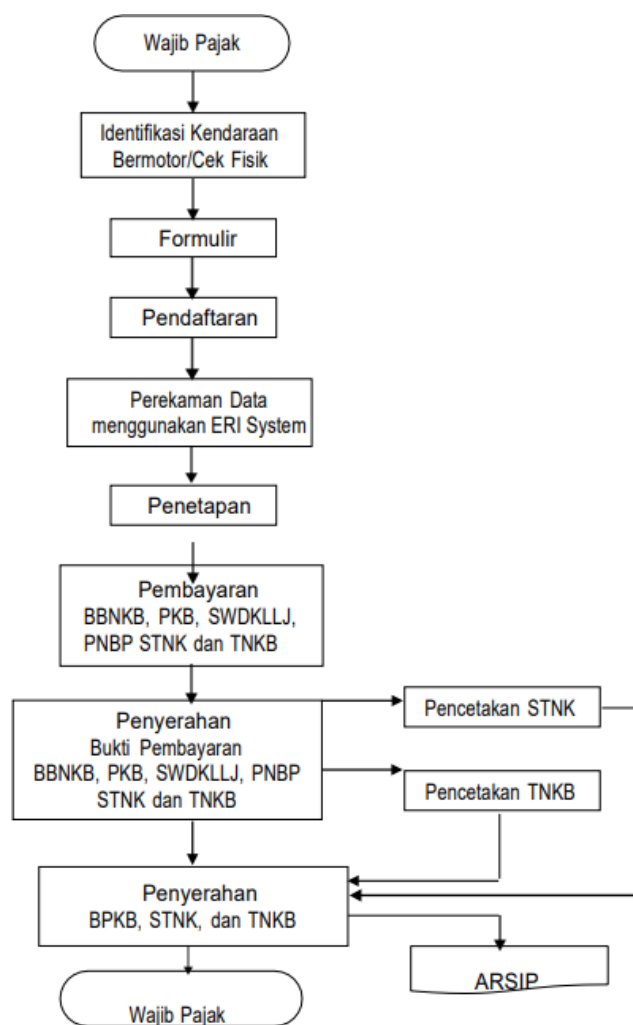 Wajib Pajak
Identifikasi Kendaraan
Bermotor/Cek Fisik
Formulir
Pendaftaran
Perekaman Data
menggunakan ERI System
Penetapan
Pembayaran
BBNKB, PKB, SWDKLLJ,
PNBP STNK dan TNKB
Penyerahan
Bukti Pembayaran
BBNKB, PKB, SWDKLLJ, PNBP
STNK dan TNKB
Pencetakan STNK
Pencetakan TNKB
Penyerahan
BPKB, STNK, dan TNKB
ARSIP
Wajib Pajak